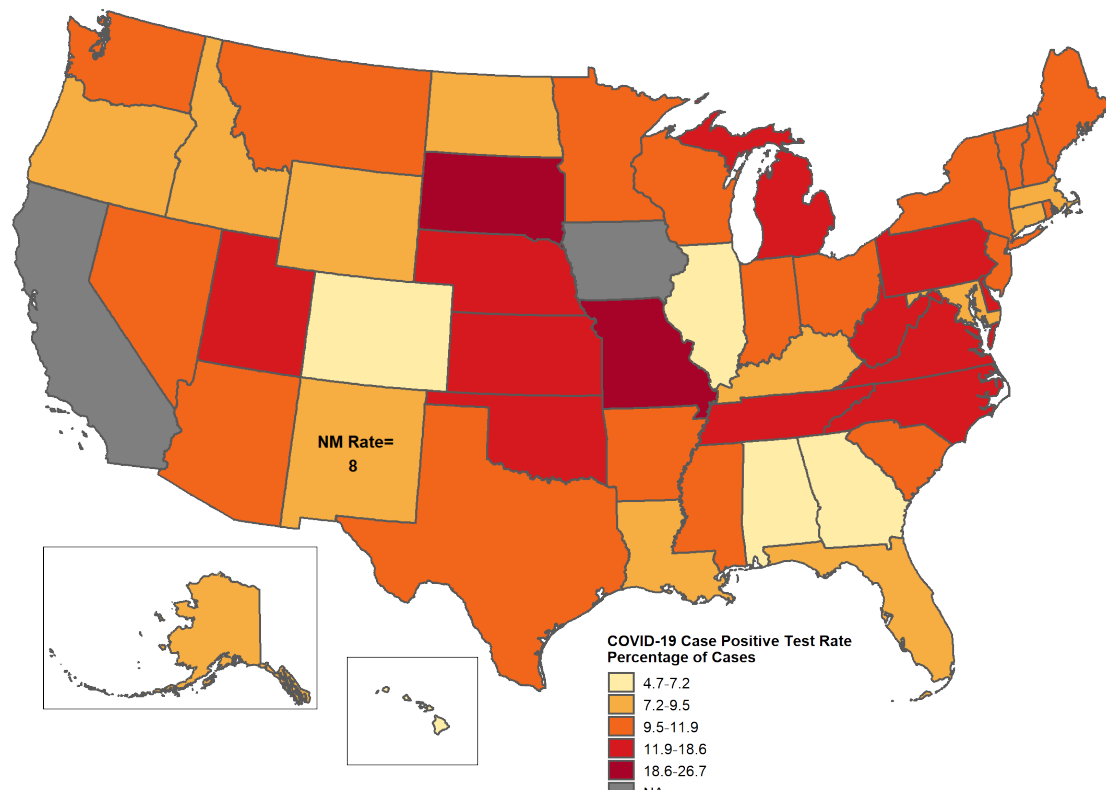 NM Rate=
8
COVID-19 Case Positive Test Rate
Percentage of Cases
4.7-7.2
7.2-9.5
9.5-11.9
11.9-18.6
18.6-26.7
NA